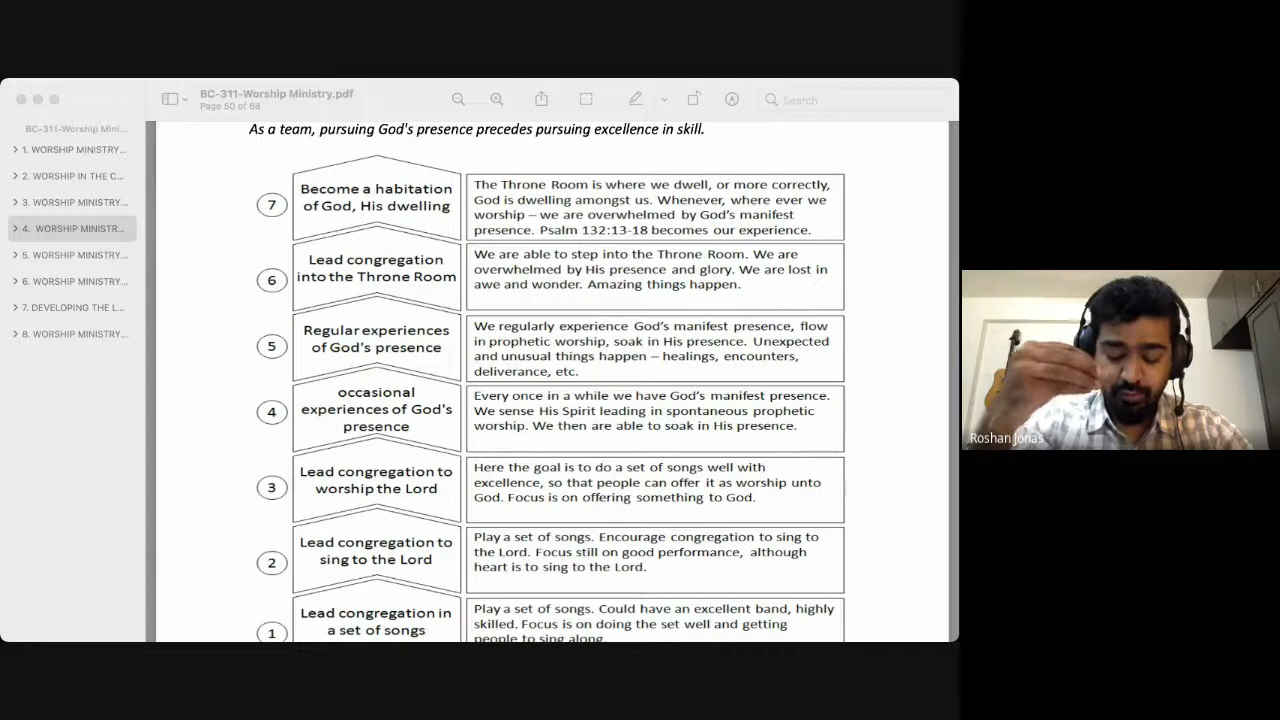 BC-311-Worship Ministry.pdf
Page 50 of 68
Search
BC-311-Worship Mini...
1. WORSHIP MINISTRY...
2. WORSHIP IN THE C...
3. WORSHIP MINISTRY...
4. WORSHIP MINISTR...
5. WORSHIP MINISTRY...
6. WORSHIP MINISTRY...
7. DEVELOPING THE L...
8. WORSHIP MINISTRY...
As a team, pursuing God's presence precedes pursuing excellence in skill.
7
Become a habitation
of God, His dwelling
The Throne Room is where we dwell, or more correctly,
God is dwelling amongst us. Whenever, where ever we
worship – we are overwhelmed by God's manifest
presence. Psalm 132:13-18 becomes our experience.
6
Lead congregation
into the Throne Room
We are able to step into the Throne Room. We are
overwhelmed by His presence and glory. We are lost in
awe and wonder. Amazing things happen.
5
Regular experiences
of God's presence
We regularly experience God's manifest presence, flow
in prophetic worship, soak in His presence. Unexpected
and unusual things happen – healings, encounters,
deliverance, etc.
4
occasional
experiences of God's
presence
Every once in a while we have God's manifest presence.
We sense His Spirit leading in spontaneous prophetic
worship. We then are able to soak in His presence.
3
Lead congregation to
worship the Lord
Here the goal is to do a set of songs well with
excellence, so that people can offer it as worship unto
God. Focus is on offering something to God.
2
Lead congregation to
sing to the Lord
Play a set of songs. Encourage congregation to sing to
the Lord. Focus still on good performance, although
heart is to sing to the Lord.
1
Lead congregation in
a set of songs
Play a set of songs. Could have an excellent band, highly
skilled. Focus is on doing the set well and getting
people to sing along.
Roshan Jonas